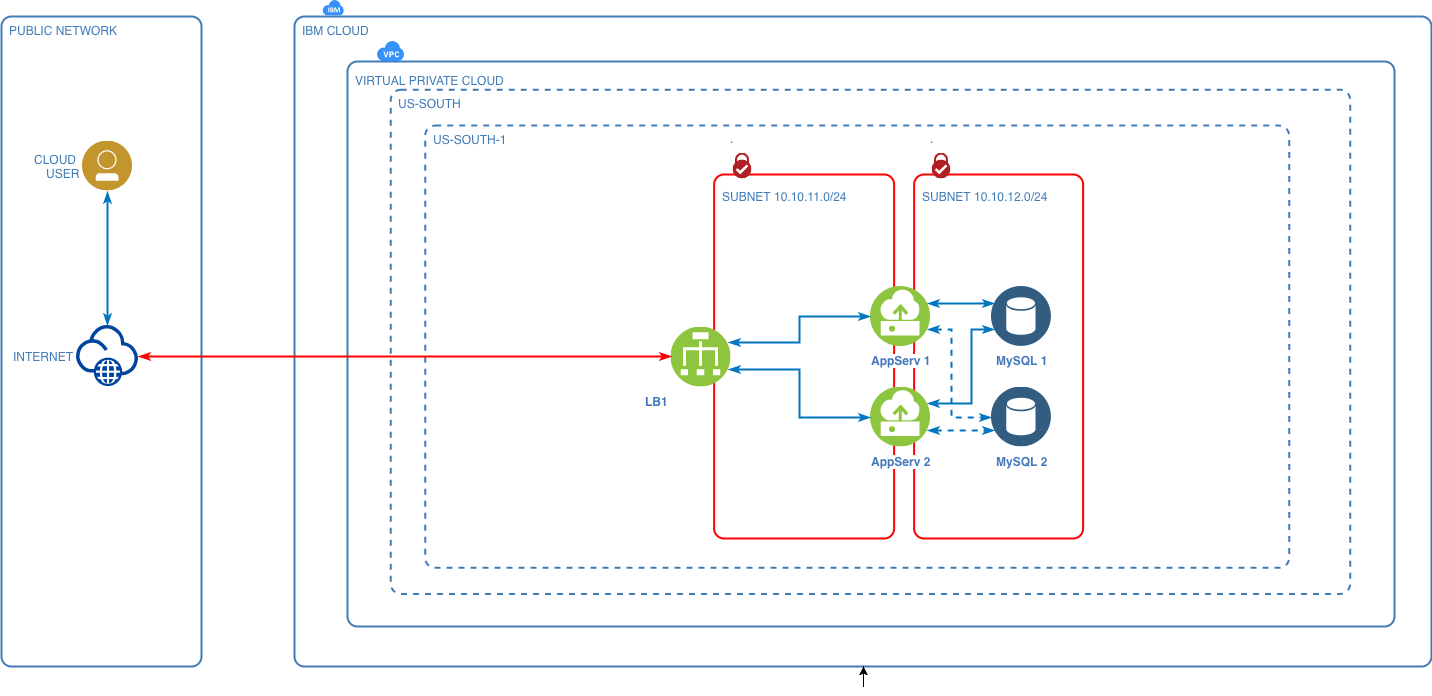 IBM
PUBLIC NETWORK
IBM CLOUD
VPC
VIRTUAL PRIVATE CLOUD
US-SOUTH
US-SOUTH-1
.
.
SUBNET 10.10.11.0/24
SUBNET 10.10.12.0/24
CLOUD
USER
INTERNET
AppServ 1
MySQL 1
LB1
AppServ 2
MySQL 2